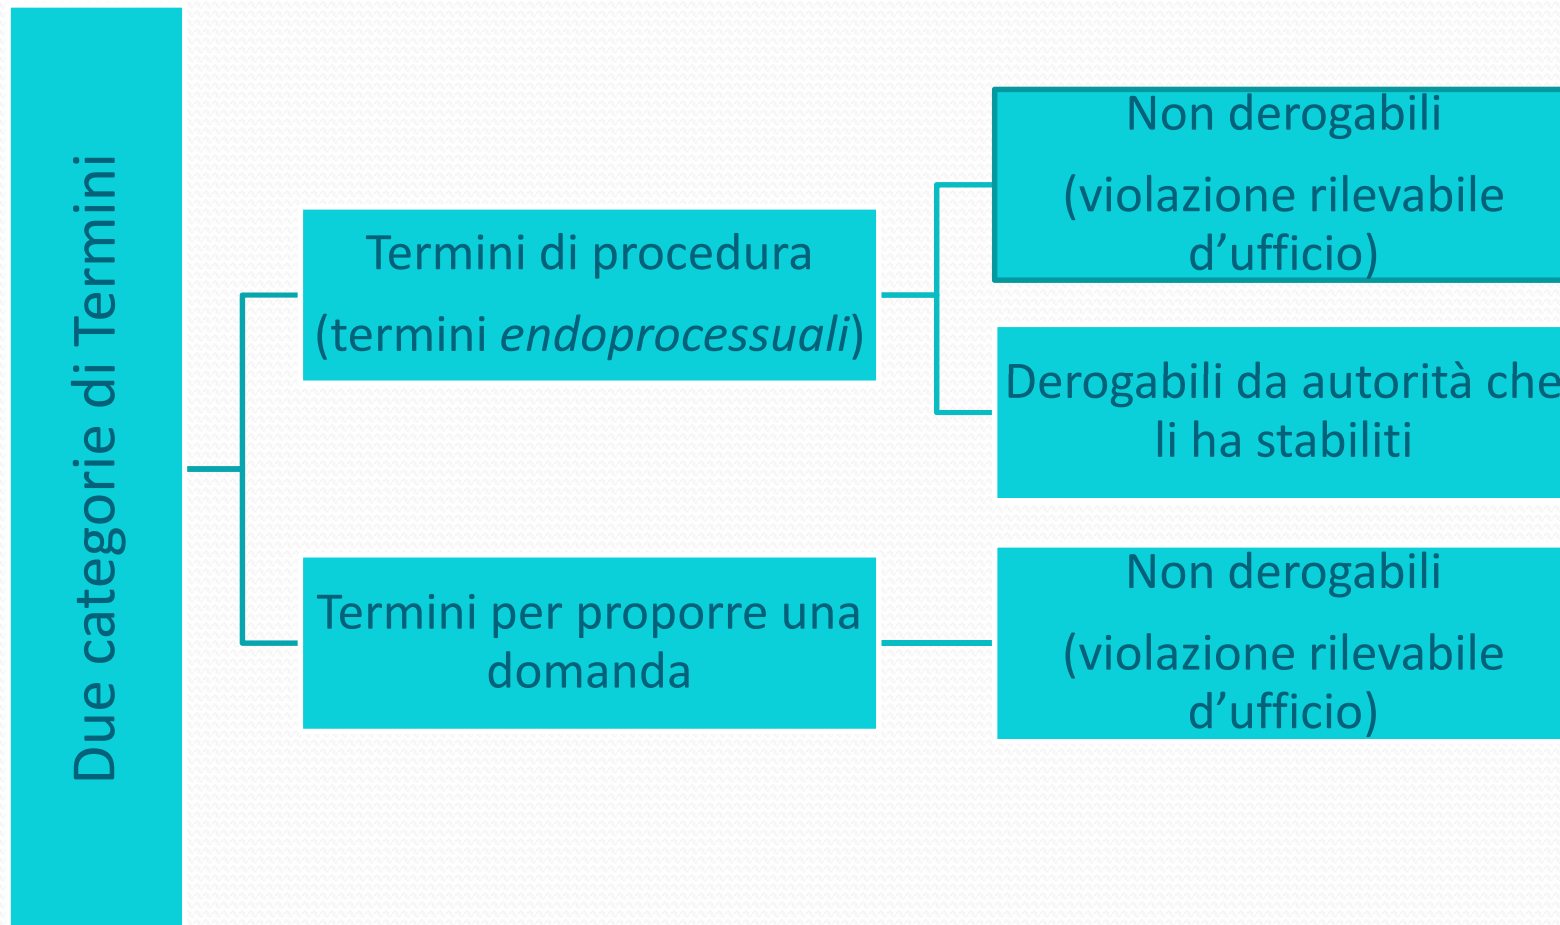 Due categorie di Termini
Termini di procedura
(termini endoprocessuali)
Non derogabili
(violazione rilevabile
d’ufficio)
Derogabili da autorità che
li ha stabiliti
Termini per proporre una
domanda
Non derogabili
(violazione rilevabile
d’ufficio)